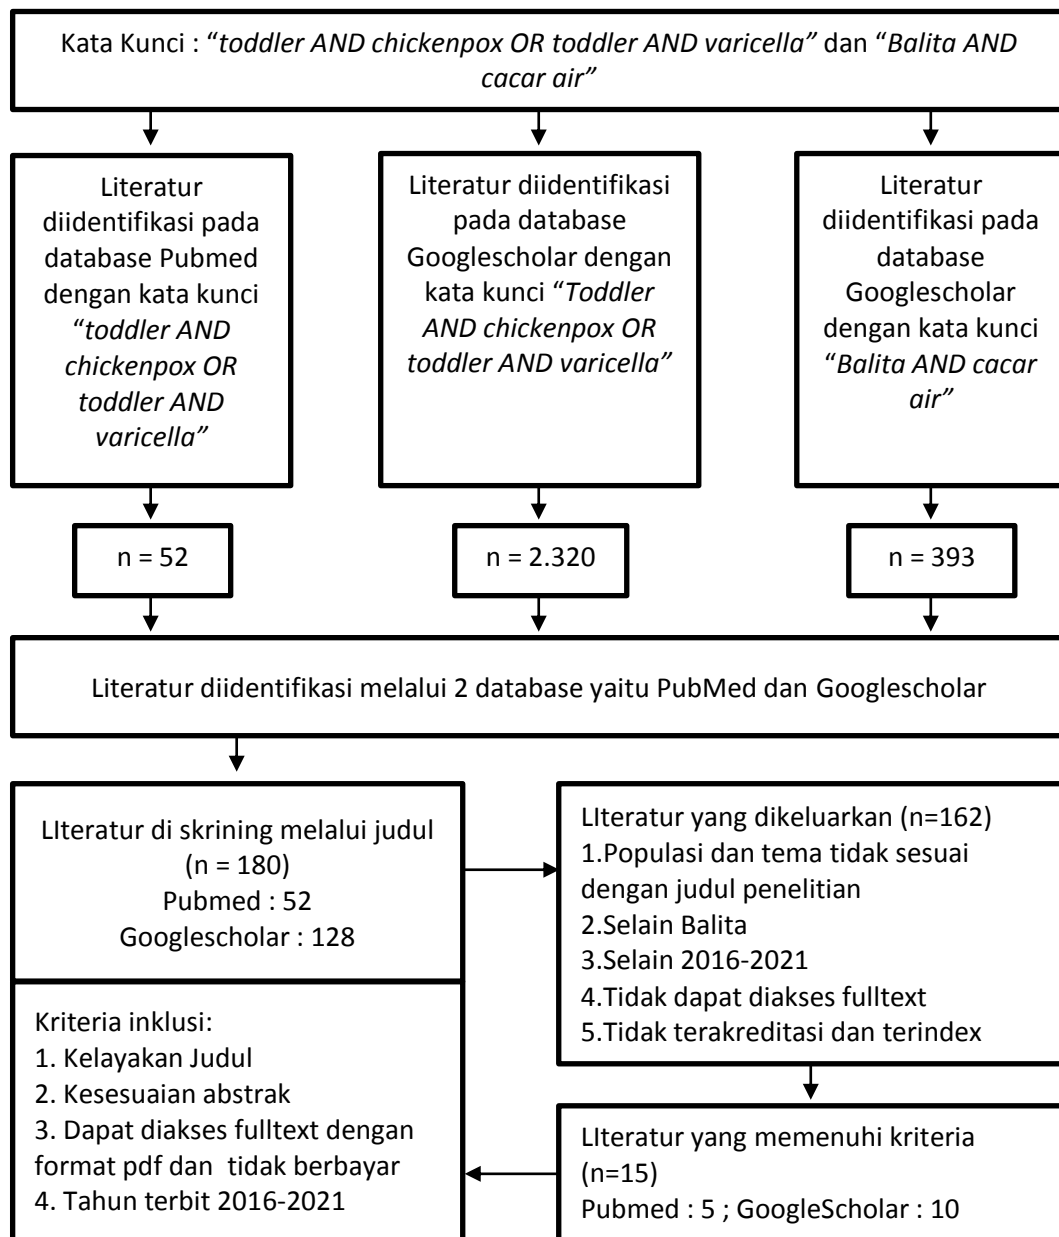 Kata Kunci : “toddler AND chickenpox OR toddler AND varicella” dan “Balita AND
cacar air”
Literatur
diidentifikasi pada
database Pubmed
dengan kata kunci
“toddler AND
chickenpox OR
toddler AND
varicella”
Literatur diidentifikasi
pada database
Googlescholar dengan
kata kunci “Toddler
AND chickenpox OR
toddler AND varicella”
Literatur
diidentifikasi pada
database
Googlescholar
dengan kata kunci
“Balita AND cacar
air”
n = 52
n = 2.320
n = 393
Literatur diidentifikasi melalui 2 database yaitu PubMed dan Googlescholar
LIteratur di skrining melalui judul
(n = 180)
Pubmed : 52
Googlescholar : 128
LIteratur yang dikeluarkan (n=162)
1.Populasi dan tema tidak sesuai
dengan judul penelitian
2.Selain Balita
3.Selain 2016-2021
4.Tidak dapat diakses fulltext
5.Tidak terakreditasi dan terindex
Kriteria inklusi:
1. Kelayakan Judul
2. Kesesuaian abstrak
3. Dapat diakses fulltext dengan
format pdf dan tidak berbayar
4. Tahun terbit 2016-2021
LIteratur yang memenuhi kriteria
(n=15)
Pubmed : 5 ; GoogleScholar : 10